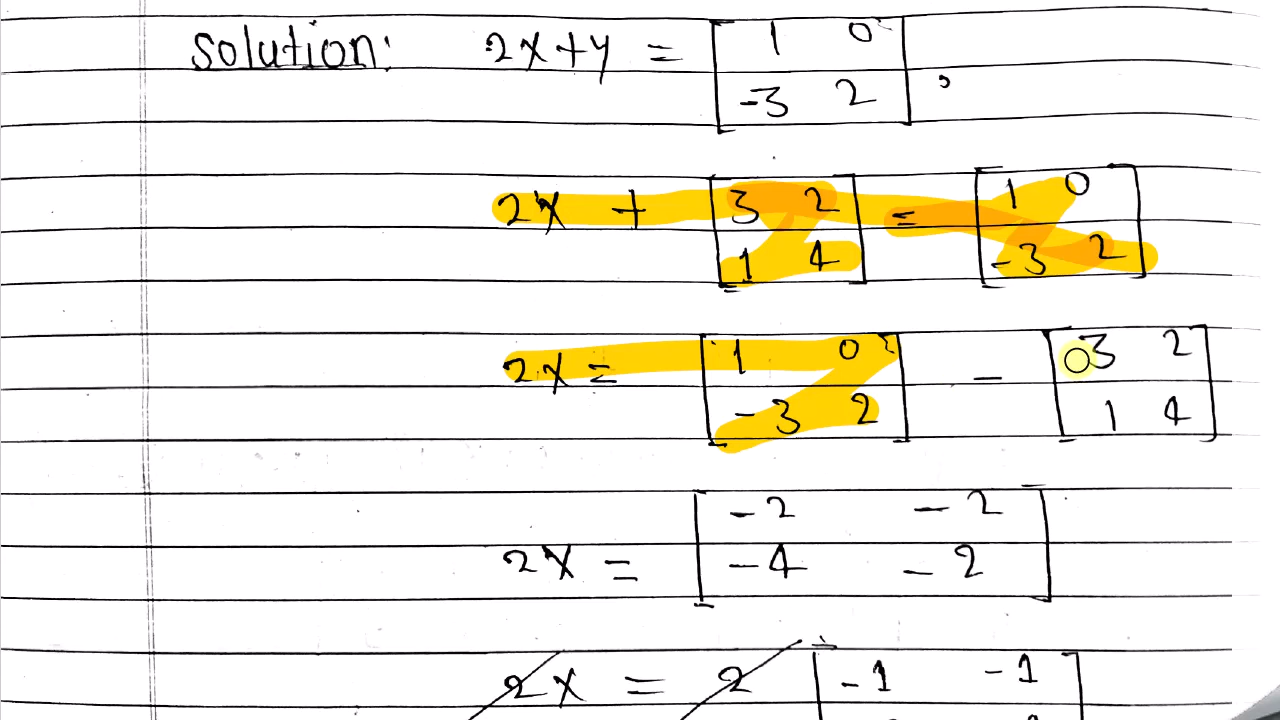 solution: 2x+y = [ 1 0
-3 2 ] ,
2x + [ 3 2
1 4 ] = [ 1 0
-3 2 ]
2x = [ 1 0
-3 2 ] - [ 3 2
1 4 ]
2x = [ -2 -2
-4 -2 ]
2x = 2 [ -1 -1